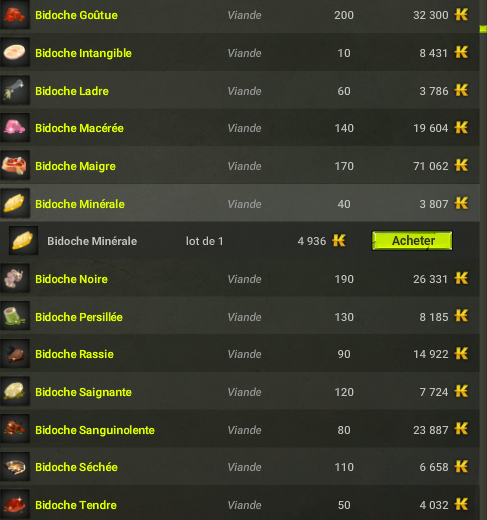 Bidoche Goûtue Viande 200 32 300
Bidoche Intangible Viande 10 8 431
Bidoche Ladre Viande 60 3 786
Bidoche Macérée Viande 140 19 604
Bidoche Maigre Viande 170 71 062
Bidoche Minérale Viande 40 3 807
Bidoche Minérale lot de 1 4 936 Acheter
Bidoche Noire Viande 190 26 331
Bidoche Persillée Viande 130 8 185
Bidoche Rassie Viande 90 14 922
Bidoche Saignante Viande 120 7 724
Bidoche Sanguinolente Viande 80 23 887
Bidoche Séchée Viande 110 6 658
Bidoche Tendre Viande 50 4 032